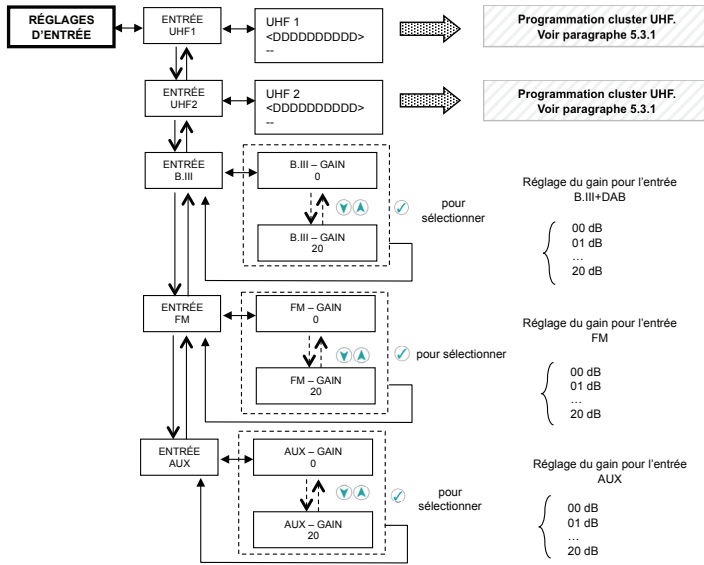 RÉGLAGES
D'ENTRÉE
ENTRÉE
UHF1
UHF 1
<DDDDDDDDDD>
--
Programmation cluster UHF.
Voir paragraphe 5.3.1
ENTRÉE
UHF2
UHF 2
<DDDDDDDDDD>
--
Programmation cluster UHF.
Voir paragraphe 5.3.1
ENTRÉE
B.III
B.III – GAIN
0
B.III – GAIN
20
pour
sélectionner
Réglage du gain pour l'entrée
B.III+DAB
00 dB
01 dB
…
20 dB
ENTRÉE
FM
FM – GAIN
0
FM – GAIN
20
pour sélectionner
Réglage du gain pour l'entrée
FM
00 dB
01 dB
…
20 dB
ENTRÉE
AUX
AUX – GAIN
0
AUX – GAIN
20
pour
sélectionner
Réglage du gain pour l'entrée
AUX
00 dB
01 dB
…
20 dB